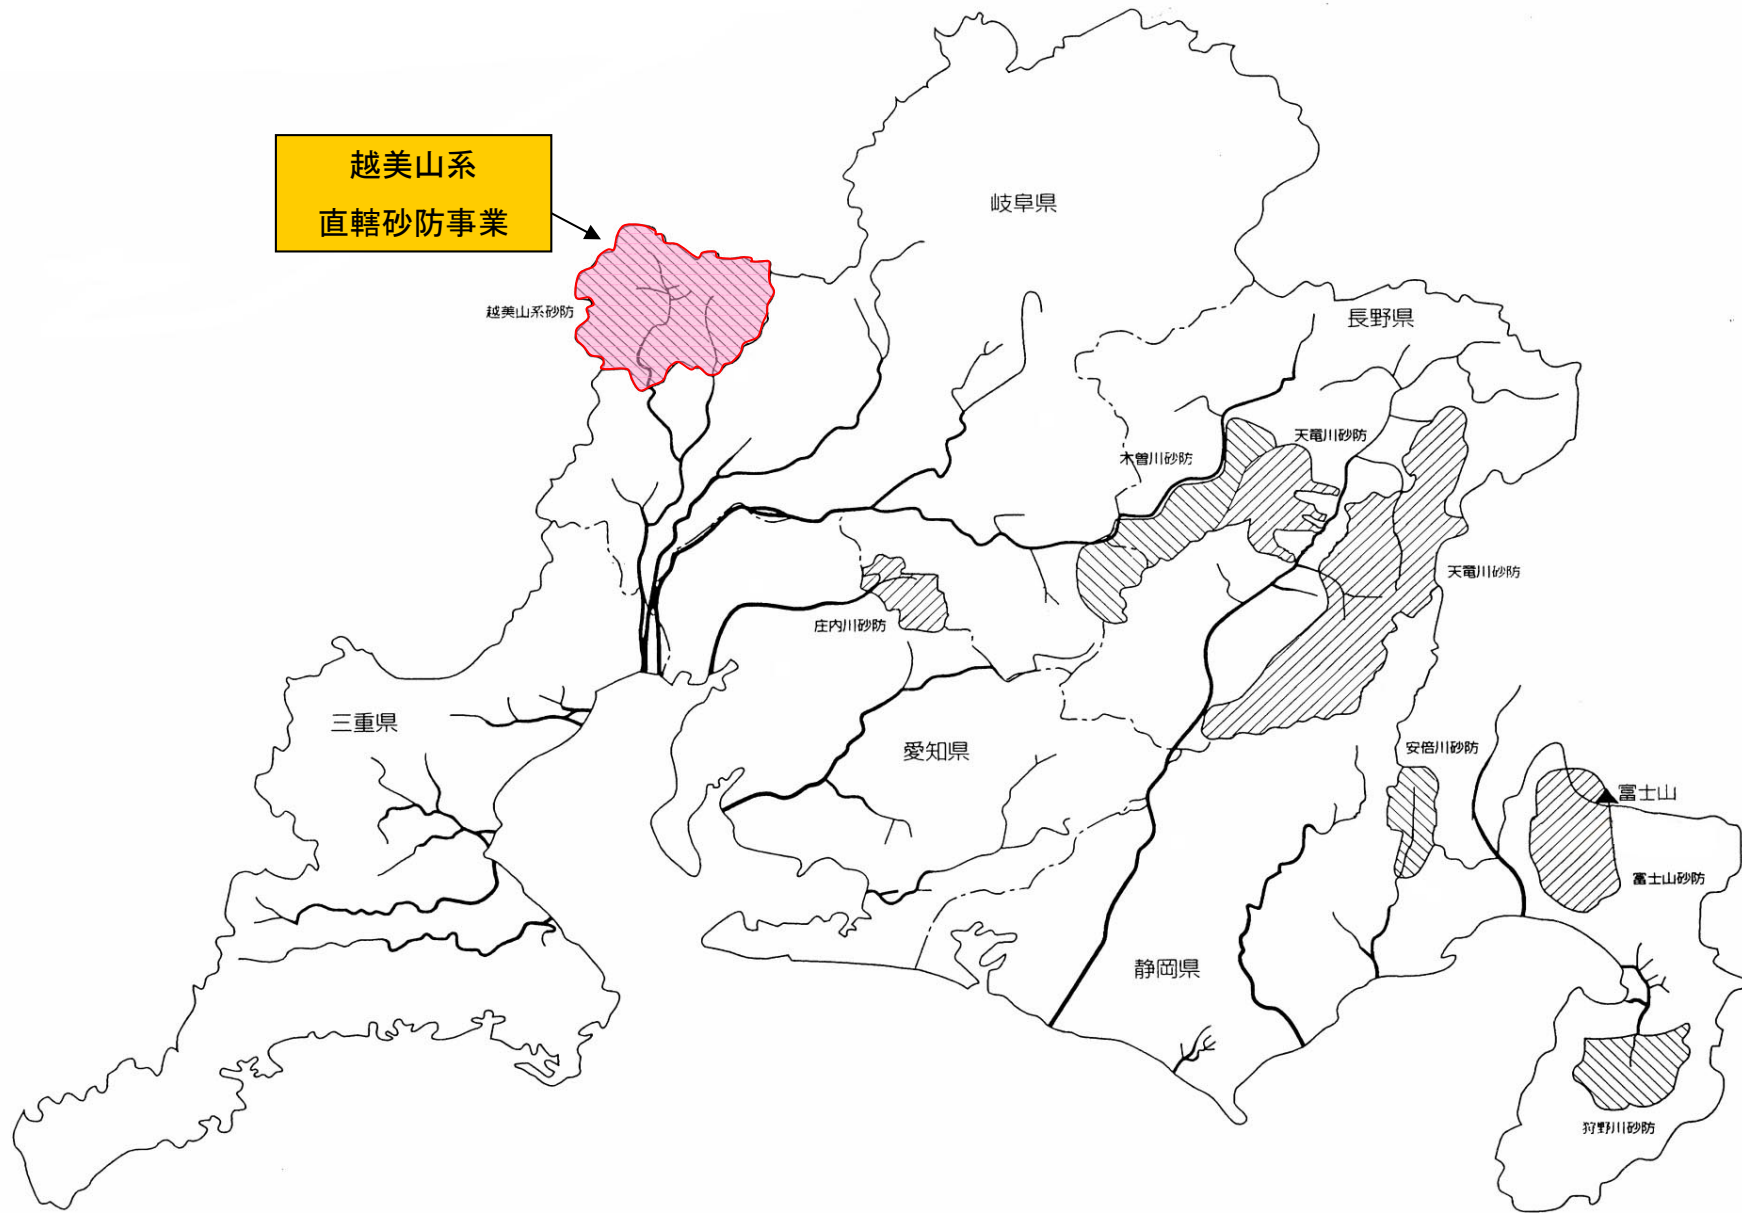 越美山系
直轄砂防事業
岐阜県
越美山系砂防
長野県
天竜川砂防
木曽川砂防
天竜川砂防
庄内川砂防
三重県
愛知県
安倍川砂防
富士山
富士山砂防
静岡県
狩野川砂防